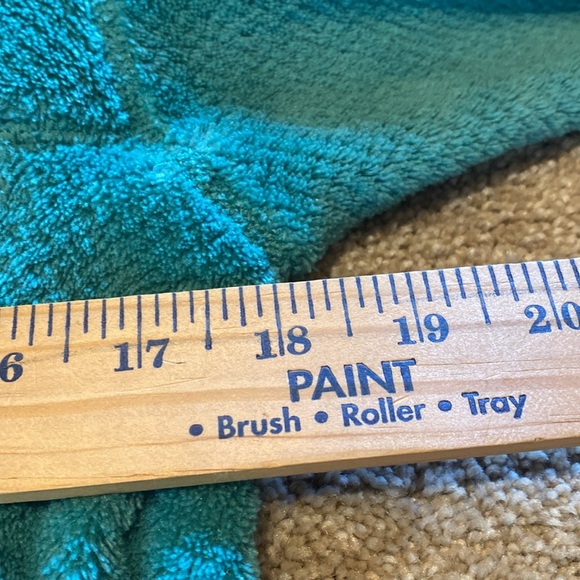 6 17 18 19 20
PAINT
• Brush • Roller • Tray